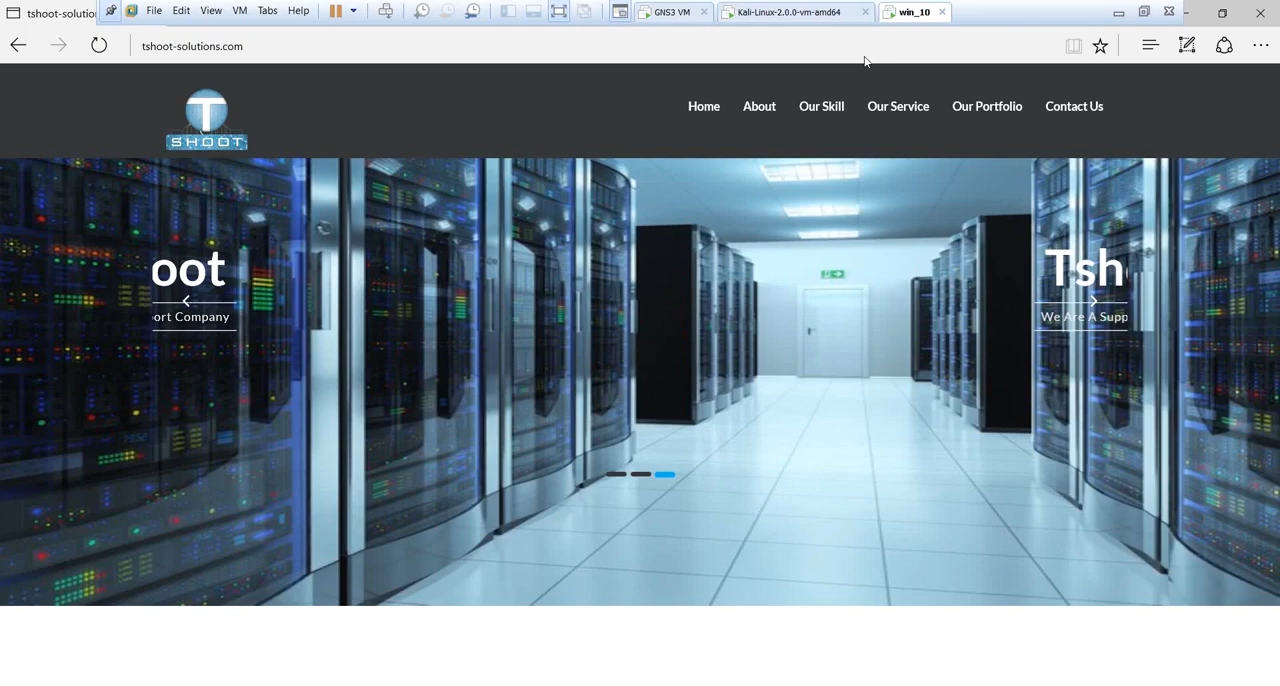 tshoot-solution
File Edit View VM Tabs Help
GNS3 VM
Kali-Linux-2.0.0-vm-amd64
win_10
tshoot-solutions.com
T
SHOOT
Home About Our Skill Our Service Our Portfolio Contact Us
oot
ort Company
Tsh
We Are A Supp